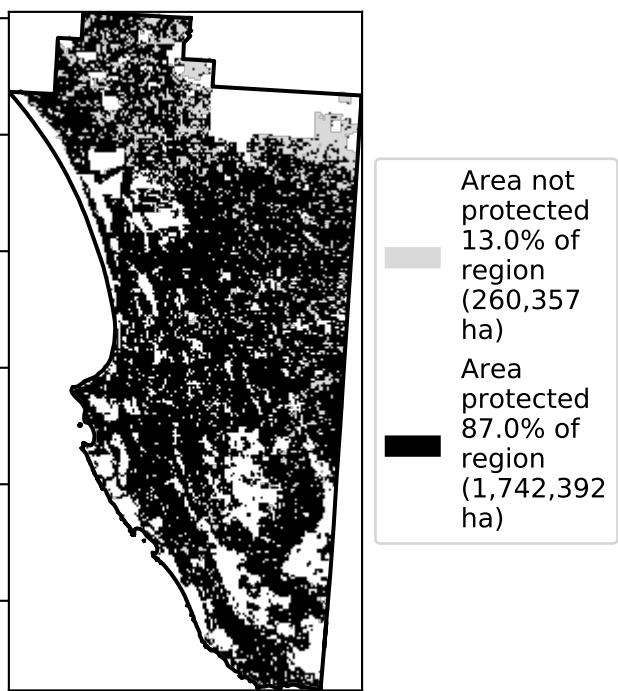 Area not
protected
13.0% of
region
(260,357
ha)
Area
protected
87.0% of
region
(1,742,392
ha)